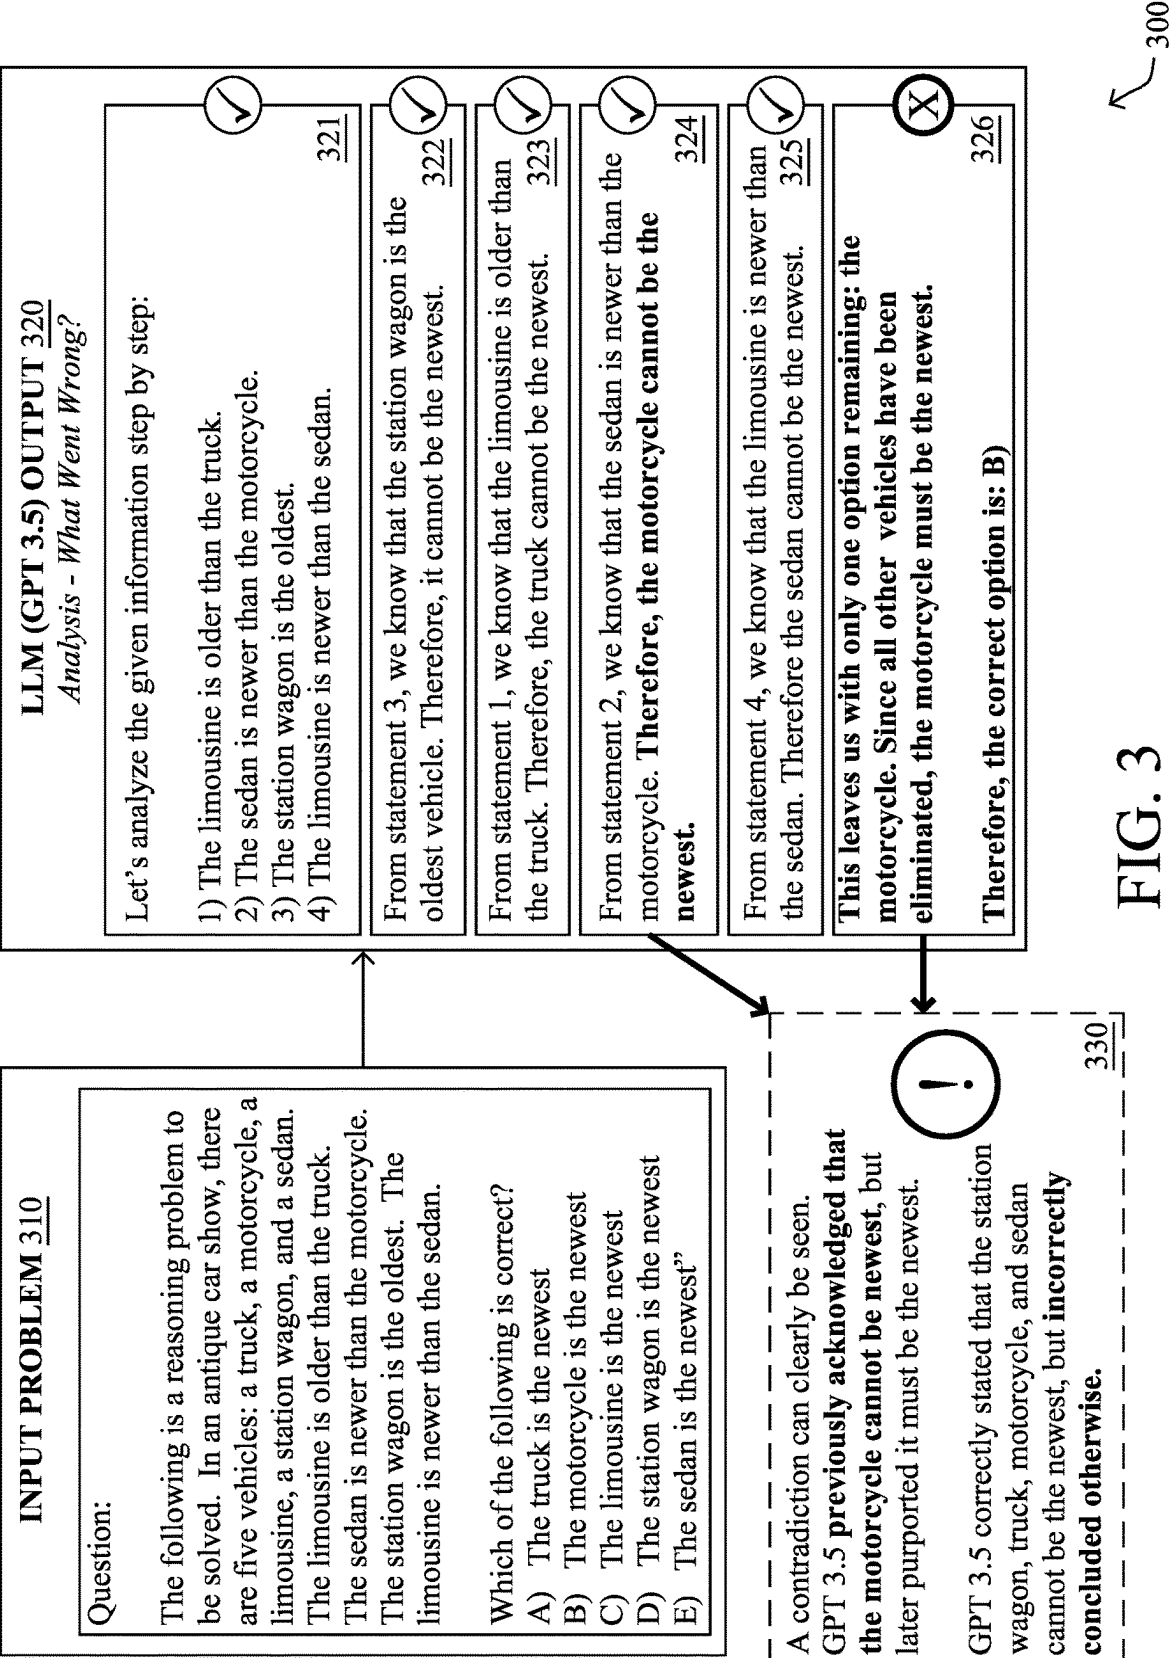 INPUT PROBLEM 310
Question:
The following is a reasoning problem to
be solved. In an antique car show, there
are five vehicles: a truck, a motorcycle, a
limousine, a station wagon, and a sedan.
The limousine is older than the truck.
The sedan is newer than the motorcycle.
The station wagon is the oldest. The
limousine is newer than the sedan.
Which of the following is correct?
A) The truck is the newest
B) The motorcycle is the newest
C) The limousine is the newest
D) The station wagon is the newest
E) The sedan is the newest”
LLM (GPT 3.5) OUTPUT 320
Analysis - What Went Wrong?
Let’s analyze the given information step by step:
1) The limousine is older than the truck.
2) The sedan is newer than the motorcycle.
3) The station wagon is the oldest.
4) The limousine is newer than the sedan.
321
From statement 3, we know that the station wagon is the
oldest vehicle. Therefore, it cannot be the newest.
322
From statement 1, we know that the limousine is older than
the truck. Therefore, the truck cannot be the newest.
323
From statement 2, we know that the sedan is newer than the
motorcycle. Therefore, the motorcycle cannot be the
newest.
324
From statement 4, we know that the limousine is newer than
the sedan. Therefore the sedan cannot be the newest.
325
This leaves us with only one option remaining: the
motorcycle. Since all other vehicles have been
eliminated, the motorcycle must be the newest.
Therefore, the correct option is: B)
X
326
A contradiction can clearly be seen.
GPT 3.5 previously acknowledged that
the motorcycle cannot be newest, but
later purported it must be the newest.
!
GPT 3.5 correctly stated that the station
wagon, truck, motorcycle, and sedan
cannot be the newest, but incorrectly
concluded otherwise.
330
FIG. 3
300